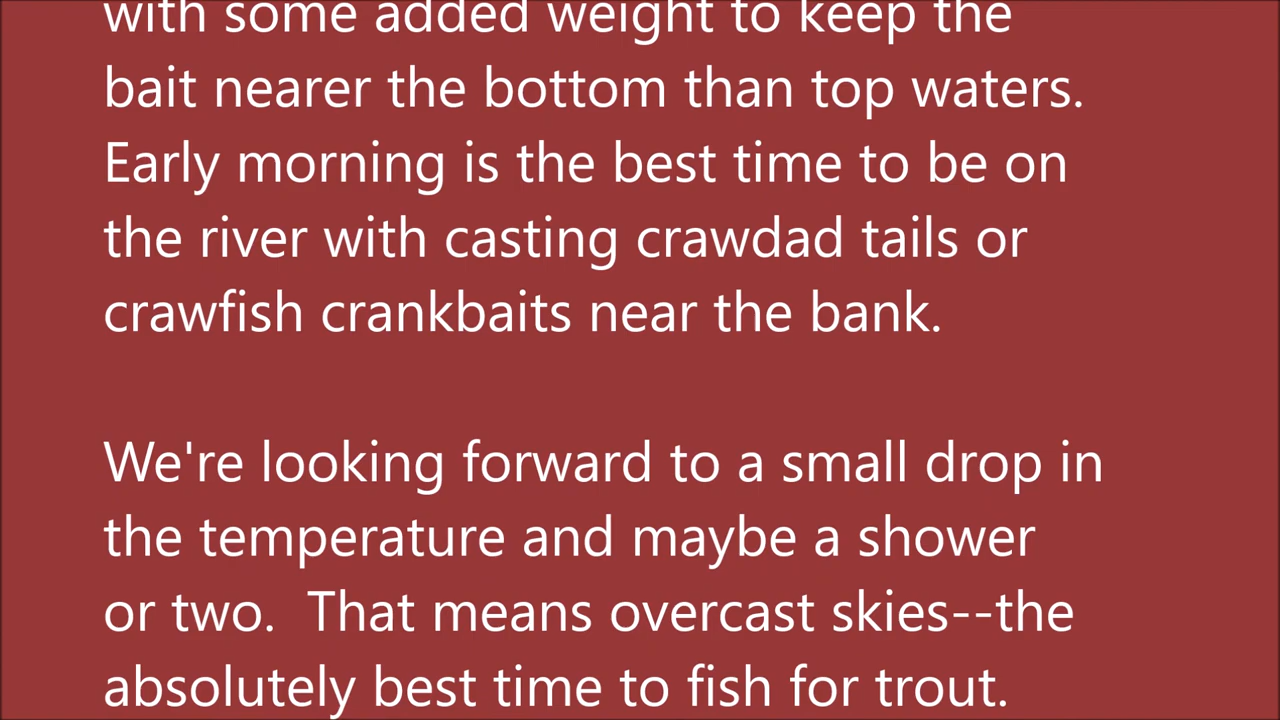 with some added weight to keep the
bait nearer the bottom than top waters.
Early morning is the best time to be on
the river with casting crawdad tails or
crawfish crankbaits near the bank.
We're looking forward to a small drop in
the temperature and maybe a shower
or two.  That means overcast skies--the
absolutely best time to fish for trout.